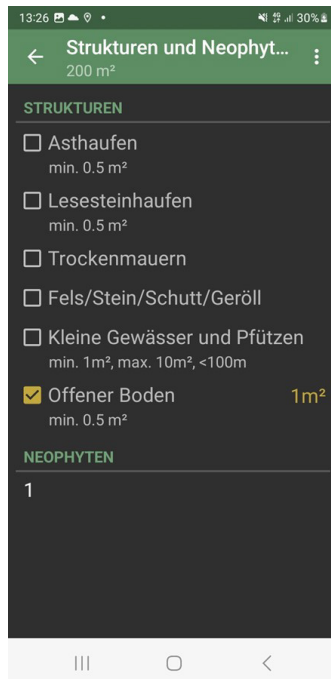 13:26 30%
Strukturen und Neophyt...
200 m²
STRUKTUREN
Asthaufen
min. 0.5 m²
Lesesteinhaufen
min. 0.5 m²
Trockenmauern
Fels/Stein/Schutt/Geröll
Kleine Gewässer und Pfützen
min. 1m², max. 10m², <100m
Offener Boden 1m²
min. 0.5 m²
NEOPHYTEN
1